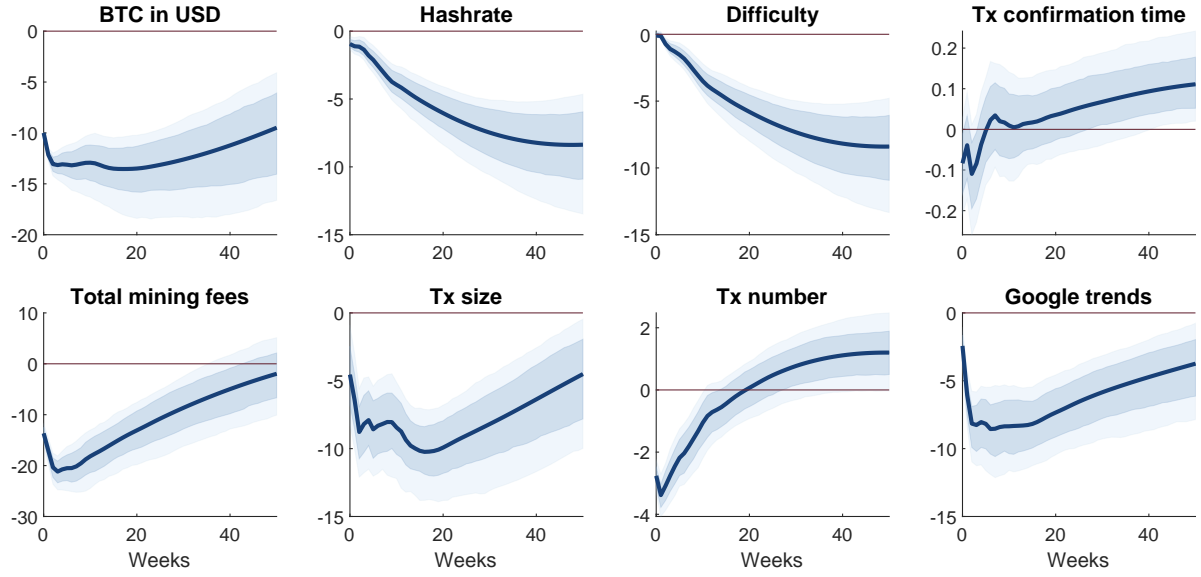 BTC in USD
0
-5
-10
-15
-20
0 20 40
Hashrate
0
-5
-10
-15
0 20 40
Difficulty
0
-5
-10
-15
0 20 40
Tx confirmation time
0.2
0.1
0
-0.1
-0.2
0 20 40
Total mining fees
10
0
-10
-20
-30
0 20 40
Weeks
Tx size
0
-5
-10
-15
0 20 40
Weeks
Tx number
2
0
-2
-4
0 20 40
Weeks
Google trends
0
-5
-10
-15
0 20 40
Weeks